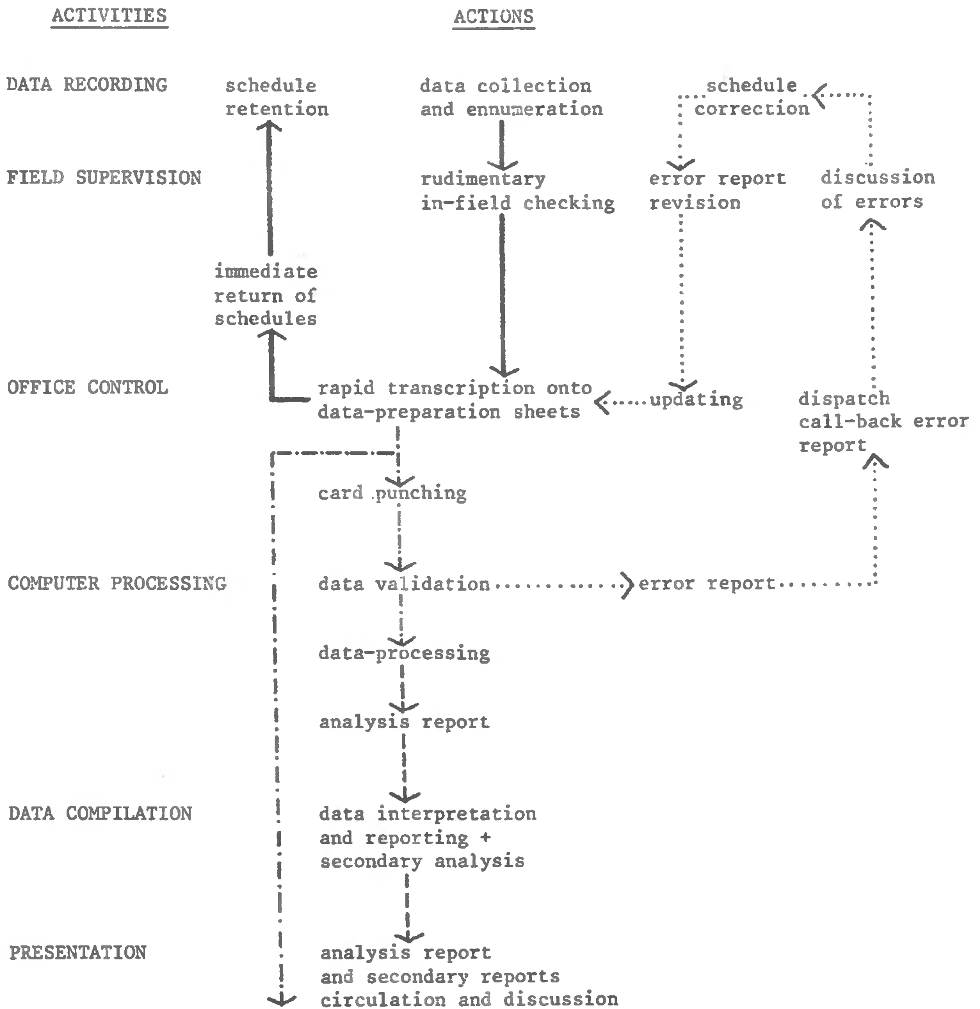 ACTIVITIES ACTIONS
DATA RECORDING schedule data collection schedule
retention and ennumeration correction
FIELD SUPERVISION rudimentary error report discussion
in-field checking revision of errors
immediate
return of
schedules
OFFICE CONTROL rapid transcription onto updating dispatch
data-preparation sheets call-back error
report
card punching
COMPUTER PROCESSING data validation error report
data-processing
analysis report
DATA COMPILATION data interpretation
and reporting +
secondary analysis
PRESENTATION analysis report
and secondary reports
circulation and discussion